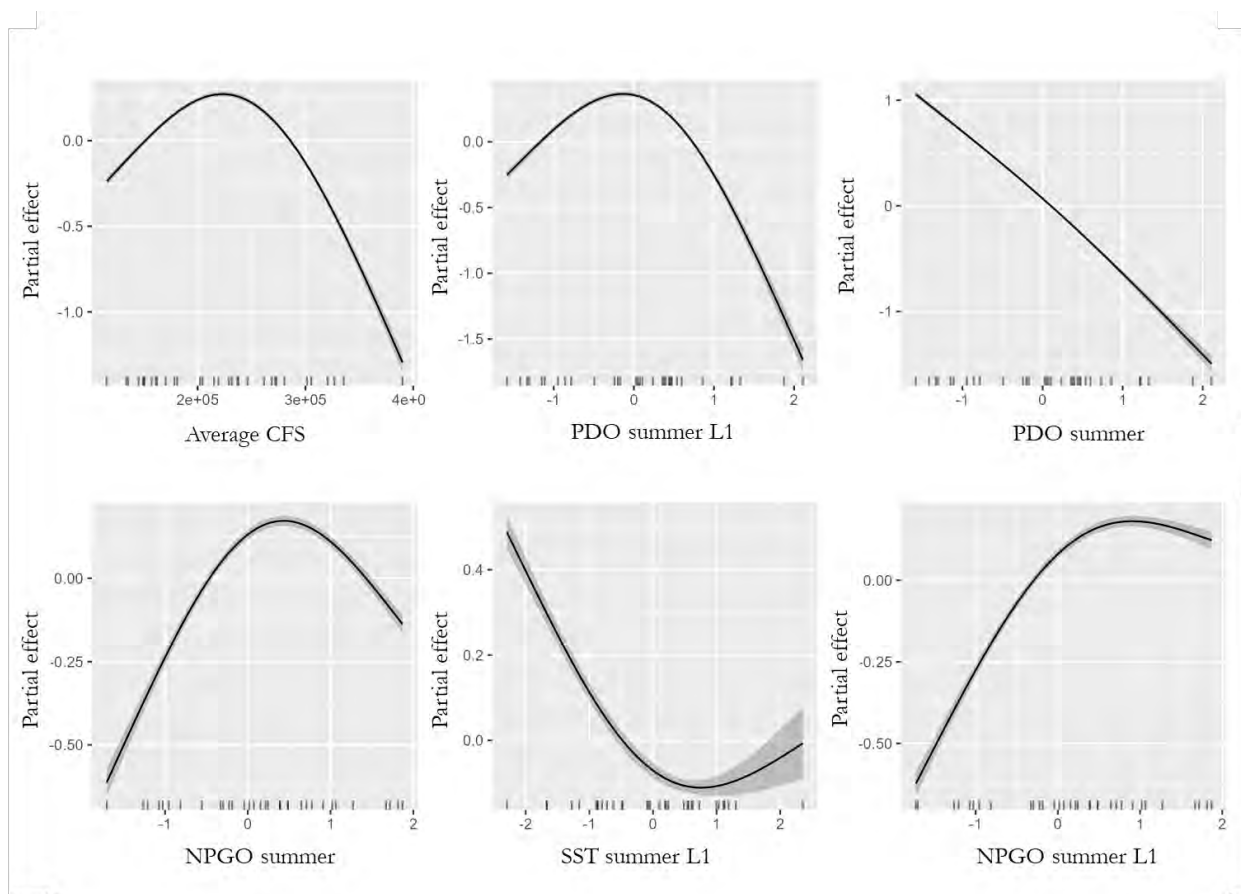 0.0
-0.5
-1.0
Partial effect
2e+05 3e+05 4e+0
Average CFS
0.0
-0.5
-1.0
-1.5
Partial effect
-1 0 1 2
PDO summer L1
1
0
-1
Partial effect
-1 0 1 2
PDO summer
0.00
-0.25
-0.50
Partial effect
-1 0 1 2
NPGO summer
0.4
0.2
0.0
Partial effect
-2 -1 0 1 2
SST summer L1
0.00
-0.25
-0.50
Partial effect
-1 0 1 2
NPGO summer L1